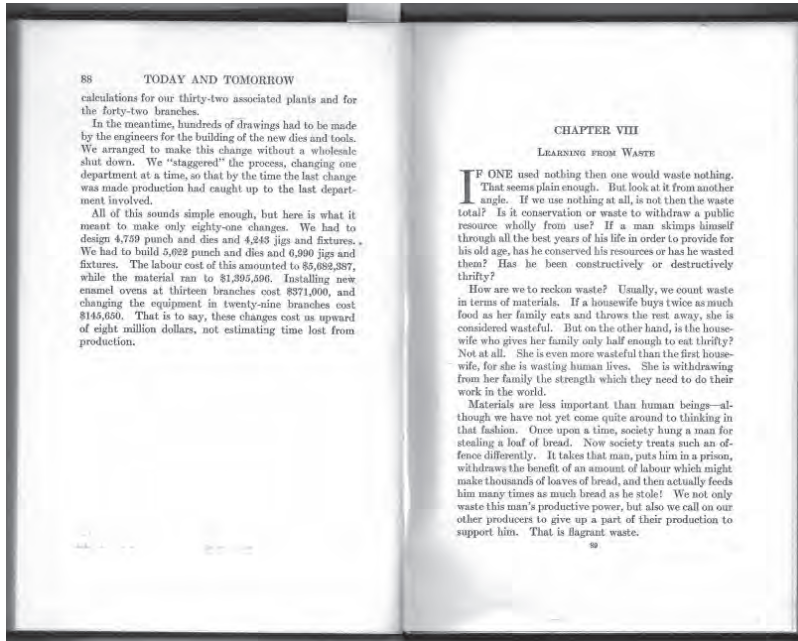 88 TODAY AND TOMORROW
calculations for our thirty-two associated plants and for
the forty-two branches.
In the meantime, hundreds of drawings had to be made
by the engineers for the building of the new dies and tools.
We arranged to make this change without a wholesale
shut down. We "staggered" the process, changing one
department at a time, so that by the time the last change
was made production had caught up to the last depart-
ment involved.
All of this sounds simple enough, but here is what it
meant to make only eighty-one changes. We had to
design 4,759 punch and dies and 4,243 jigs and fixtures.
We had to build 5,622 punch and dies and 6,990 jigs and
fixtures. The labour cost of this amounted to $5,682,387,
while the material ran to $1,395,596. Installing new
enamel ovens at thirteen branches cost $371,000, and
changing the equipment in twenty-nine branches cost
$145,650. That is to say, these changes cost us upward
of eight million dollars, not estimating time lost from
production.
CHAPTER VIII
LEARNING FROM WASTE
IF ONE used nothing then one would waste nothing.
That seems plain enough. But look at it from another
angle. If we use nothing at all, is not then the waste
total? Is it conservation or waste to withdraw a public
resource wholly from use? If a man skimps himself
through all the best years of his life in order to provide for
his old age, has he conserved his resources or has he wasted
them? Has he been constructively or destructively
thrifty?
How are we to reckon waste? Usually, we count waste
in terms of materials. If a housewife buys twice as much
food as her family eats and throws the rest away, she is
considered wasteful. But on the other hand, is the house-
wife who gives her family only half enough to eat thrifty?
Not at all. She is even more wasteful than the first house-
wife, for she is wasting human lives. She is withdrawing
from her family the strength which they need to do their
work in the world.
Materials are less important than human beings—al-
though we have not yet come quite around to thinking in
that fashion. Once upon a time, society hung a man for
stealing a loaf of bread. Now society treats such an of-
fence differently. It takes that man, puts him in a prison,
withdraws the benefit of an amount of labour which might
make thousands of loaves of bread, and then actually feeds
him many times as much bread as he stole! We not only
waste this man's productive power, but also we call on our
other producers to give up a part of their production to
support him. That is flagrant waste.
89